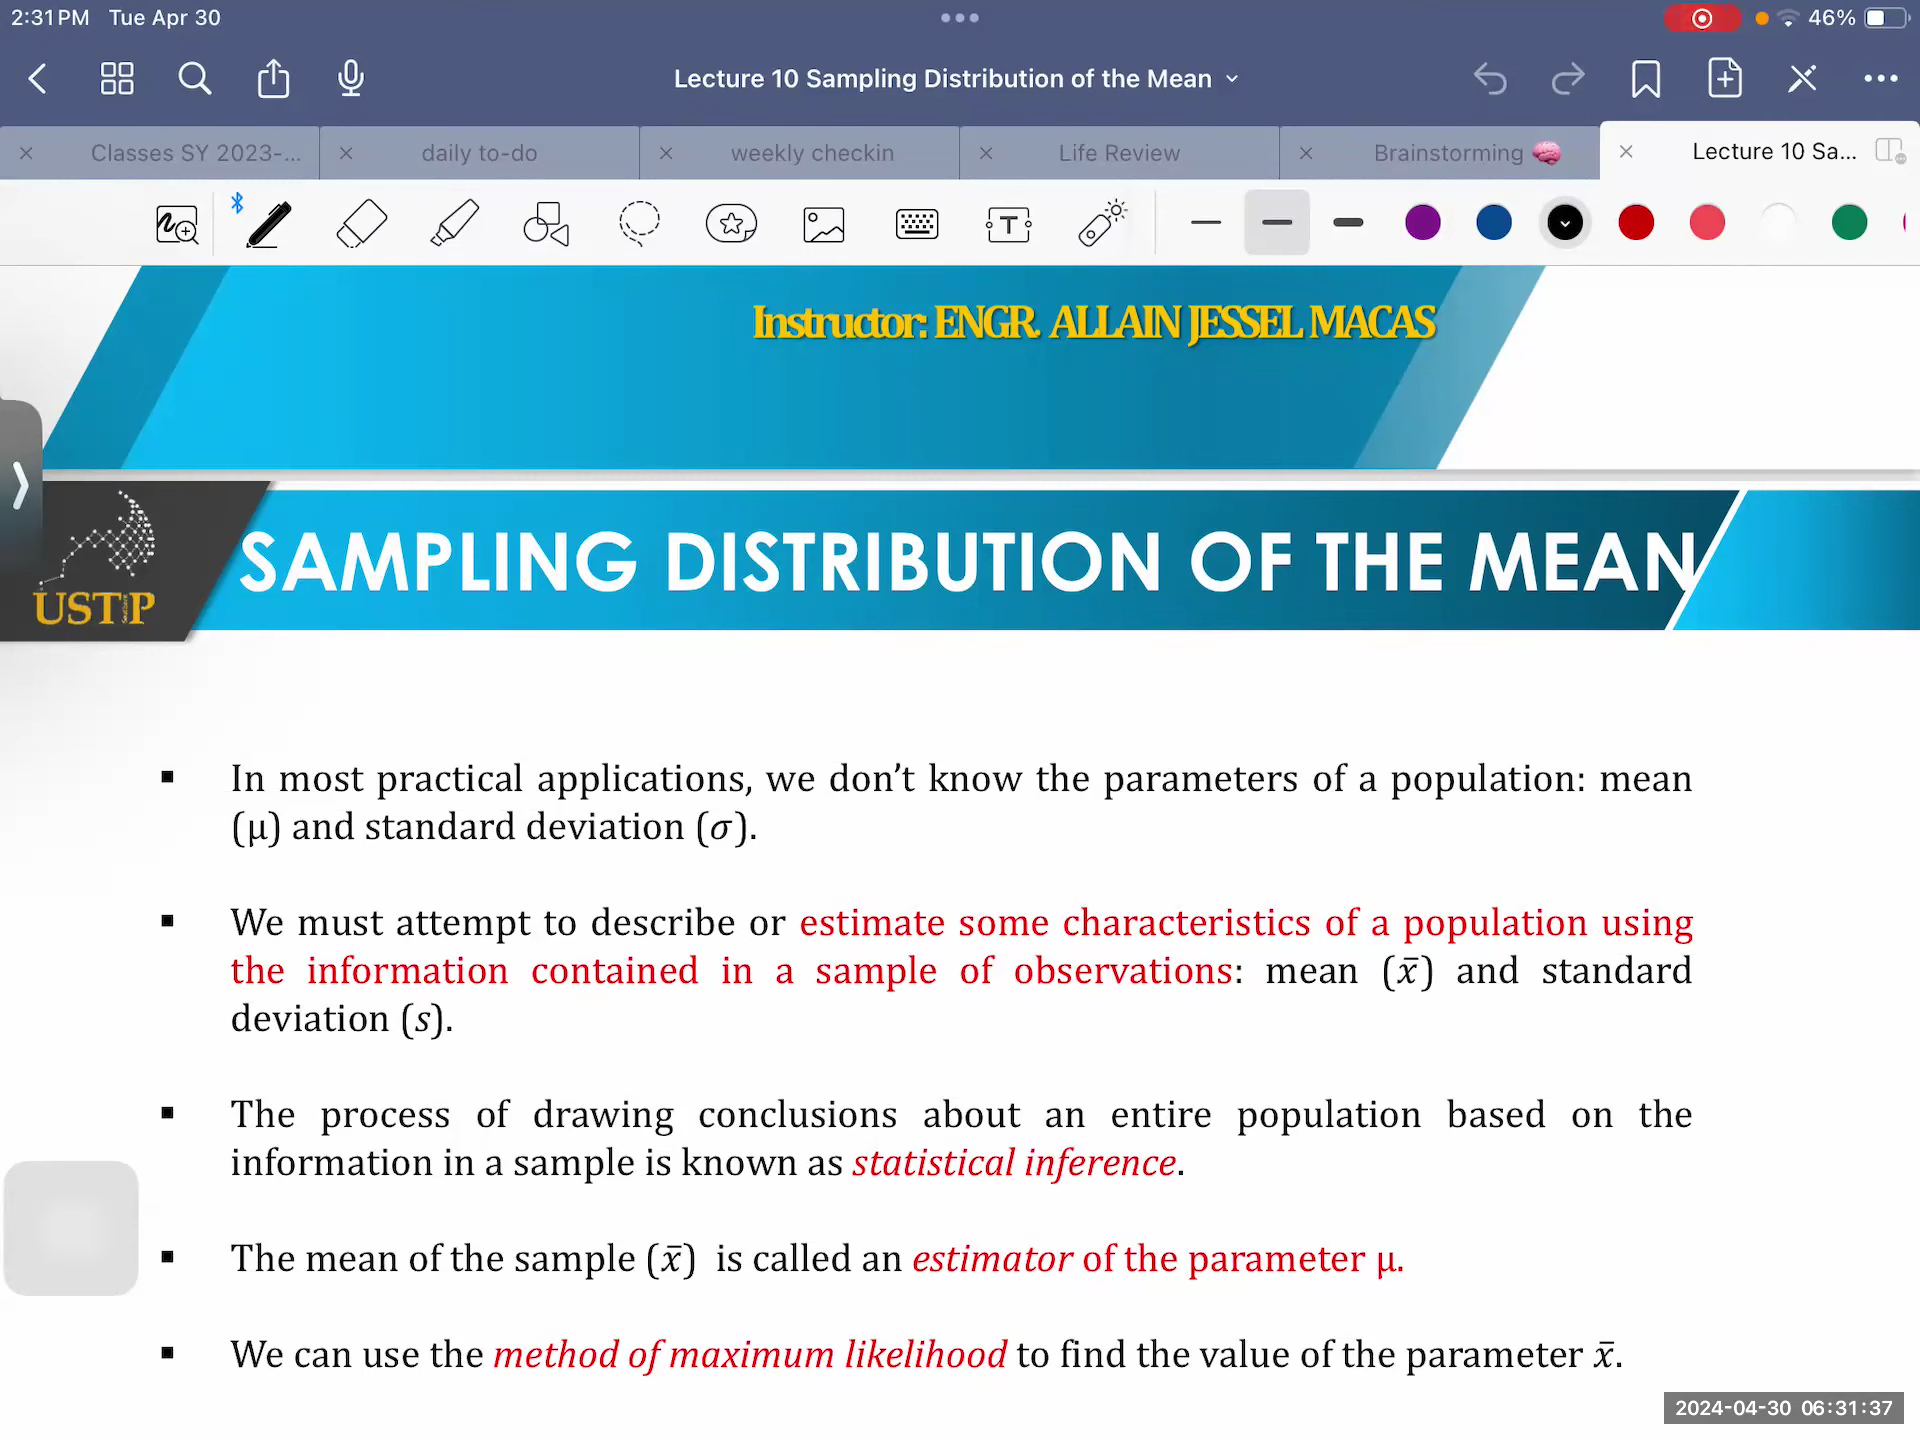 2:31 PM Tue Apr 30
46%
Lecture 10 Sampling Distribution of the Mean
Classes SY 2023-...
daily to-do
weekly checkin
Life Review
Brainstorming 🧠
Lecture 10 Sa...
T
Instructor: ENGR. ALLAIN JESSEL MACAS
USTP
SAMPLING DISTRIBUTION OF THE MEAN
▪ In most practical applications, we don’t know the parameters of a population: mean
(μ) and standard deviation (σ).
▪ We must attempt to describe or estimate some characteristics of a population using
the information contained in a sample of observations: mean (x̄) and standard
deviation (s).
▪ The process of drawing conclusions about an entire population based on the
information in a sample is known as statistical inference.
▪ The mean of the sample (x̄) is called an estimator of the parameter μ.
▪ We can use the method of maximum likelihood to find the value of the parameter x̄.
2024-04-30 06:31:37